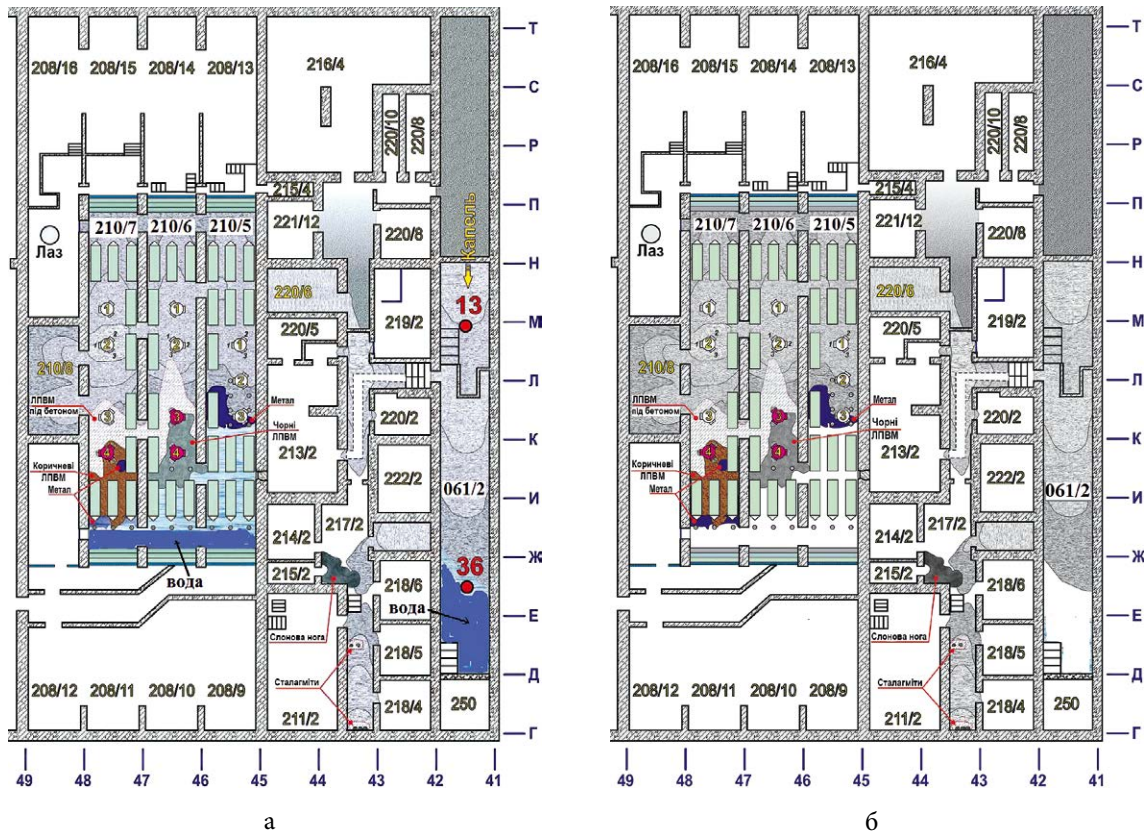 208/16 208/15 208/14 208/13
216/4
220/10
220/8
215/4
221/12
220/8
210/7 210/6 210/5
Лаз
Капель
13
220/6
219/2
220/5
210/8
ЛПВМ
під бетоном
Метал
Чорні
ЛПВМ
220/2
213/2
222/2
Коричневі
ЛПВМ
Метал
061/2
214/2
217/2
215/2
вода
36
218/6
вода
Слонова нога
218/5
Сталагміти
208/12 208/11 208/10 208/9
211/2
218/4
250
49 48 47 46 45 44 43 42 41
Т
С
Р
П
Н
М
Л
К
И
Ж
Е
Д
Г
а
208/16 208/15 208/14 208/13
216/4
220/10
220/8
215/4
221/12
220/8
210/7 210/6 210/5
Лаз
220/6
219/2
220/5
210/8
ЛПВМ
під бетоном
Метал
Чорні
ЛПВМ
220/2
213/2
222/2
Коричневі
ЛПВМ
Метал
061/2
214/2
217/2
215/2
218/6
Слонова нога
218/5
Сталагміти
208/12 208/11 208/10 208/9
211/2
218/4
250
49 48 47 46 45 44 43 42 41
Т
С
Р
П
Н
М
Л
К
И
Ж
Е
Д
Г
б